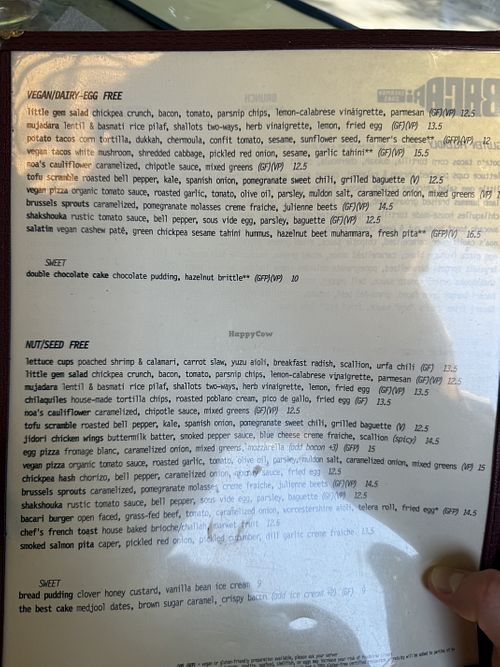 BRUNCH
VEGAN/DAIRY-EGG FREE
little gem salad chickpea crunch, bacon, tomato, parsnip chips, lemon-calabrese vinaigrette, parmesan (GF)(VP) 12.5
mujadara lentil & basmati rice pilaf, shallots two-ways, herb vinaigrette, lemon, fried egg (GF)(VP) 13.5
potato tacos corn tortilla, dukkah, chermoula, confit tomato, sesame, sunflower seed, farmer's cheese** (GFP)(VP) 12
vegan tacos white mushroom, shredded cabbage, pickled red onion, sesame, garlic tahini** (GF)(V) 15.5
noa's cauliflower caramelized, chipotle sauce, mixed greens (GF)(VP) 12.5
tofu scramble roasted bell pepper, kale, spanish onion, pomegranate sweet chili, grilled baguette (V) 12.5
vegan pizza organic tomato sauce, roasted garlic, tomato, olive oil, parsley, muldon salt, caramelized onion, mixed greens (VP)
brussels sprouts caramelized, pomegranate molasses creme fraiche, julienne beets (GF)(VP) 14.5
shakshouka rustic tomato sauce, bell pepper, sous vide egg, parsley, baguette (GF)(VP) 12.5
salatim vegan cashew paté, green chickpea sesame tahini hummus, hazelnut beet muhammara, fresh pita** (GFP)(V) 16.5
SWEET
double chocolate cake chocolate pudding, hazelnut brittle** (GFP)(VP) 10
HappyCow
NUT/SEED FREE
lettuce cups poached shrimp & calamari, carrot slaw, yuzu aioli, breakfast radish, scallion, urfa chili (GF) 13.5
little gem salad chickpea crunch, bacon, tomato, parsnip chips, lemon-calabrese vinaigrette, parmesan (GF)(VP) 12.5
mujadara lentil & basmati rice pilaf, shallots two-ways, herb vinaigrette, lemon, fried egg (GF)(VP) 13.5
chilaquiles house-made tortilla chips, roasted poblano cream, pico de gallo, fried egg (GF) 13.5
noa's cauliflower caramelized, chipotle sauce, mixed greens (GF)(VP) 12.5
tofu scramble roasted bell pepper, kale, spanish onion, pomegranate sweet chili, grilled baguette (V) 12.5
jidori chicken wings buttermilk batter, smoked pepper sauce, blue cheese creme fraiche, scallion (spicy) 14.5
egg pizza fromage blanc, caramelized onion, mixed greens, mozzarella (add bacon +3) (GFP) 15
vegan pizza organic tomato sauce, roasted garlic, tomato, olive oil, parsley, muldon salt, caramelized onion, mixed greens (VP) 15
chickpea hash chorizo, bell pepper, caramelized onion, sauce, fried egg 12.5
brussels sprouts caramelized, pomegranate molasses creme fraiche, julienne beets (GF)(VP) 14.5
shakshouka rustic tomato sauce, bell pepper, sous vide egg, parsley, baguette (GF)(VP) 12.5
bacari burger open faced, grass-fed beef, tomato, caramelized onion, worcestershire aioli, telera roll, fried egg* (GFP) 14.5
chef's french toast house baked brioche/challah, market fruit 12.5
smoked salmon pita caper, pickled red onion, pickled cucumber, dill garlic creme fraiche 13.5
SWEET
bread pudding clover honey custard, vanilla bean ice cream 9
the best cake medjool dates, brown sugar caramel, crispy bacon (add ice cream +2) (GF) 9